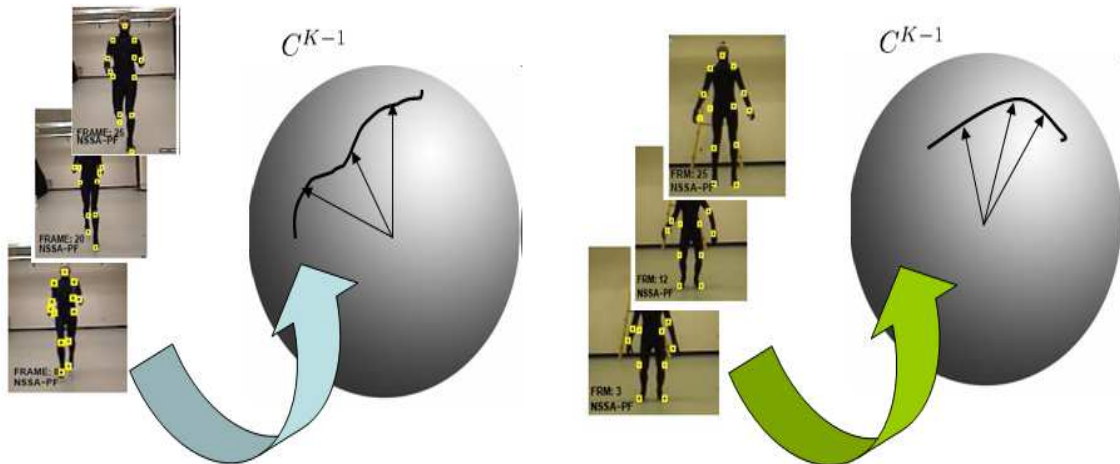 C^{K-1}
FRAME: 25
NSSA-PF
FRAME: 20
NSSA-PF
FRAME:
NSSA-PF
C^{K-1}
FRM: 25
NSSA-PF
FRM: 12
NSSA-PF
FRM: 3
NSSA-PF